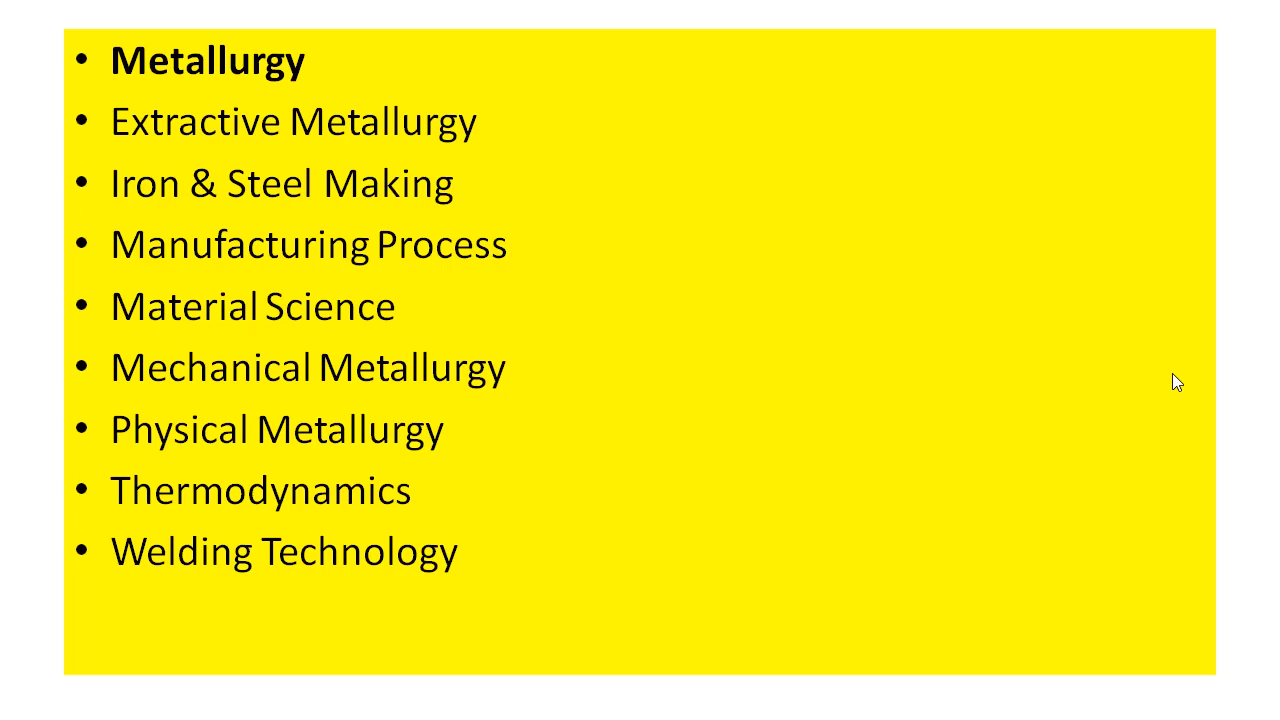 • Metallurgy
• Extractive Metallurgy
• Iron & Steel Making
• Manufacturing Process
• Material Science
• Mechanical Metallurgy
• Physical Metallurgy
• Thermodynamics
• Welding Technology